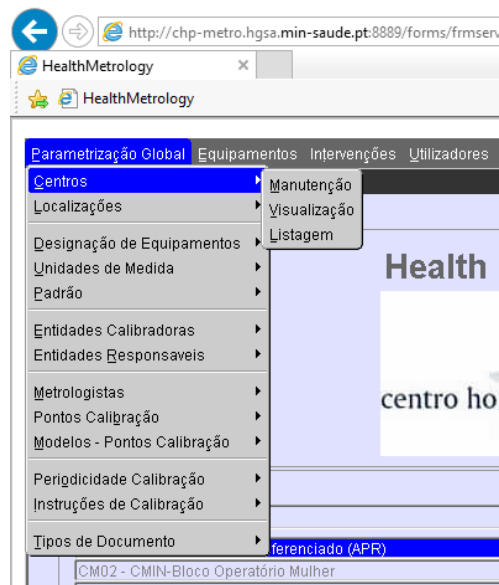 http://chp-metro.hgsa.min-saude.pt:8889/forms/frmserv
HealthMetrology
HealthMetrology
Parametrização Global Equipamentos Intervenções Utilizadores
Centros
Manutenção
Localizações
Visualização
Listagem
Designação de Equipamentos
Health
Unidades de Medida
Padrão
Entidades Calibradoras
Entidades Responsaveis
Metrologistas
centro ho
Pontos Calibração
Modelos - Pontos Calibração
Periodicidade Calibração
Instruções de Calibração
Tipos de Documento
ferenciado (APR)
CM02 - CMIN-Bloco Operatório Mulher